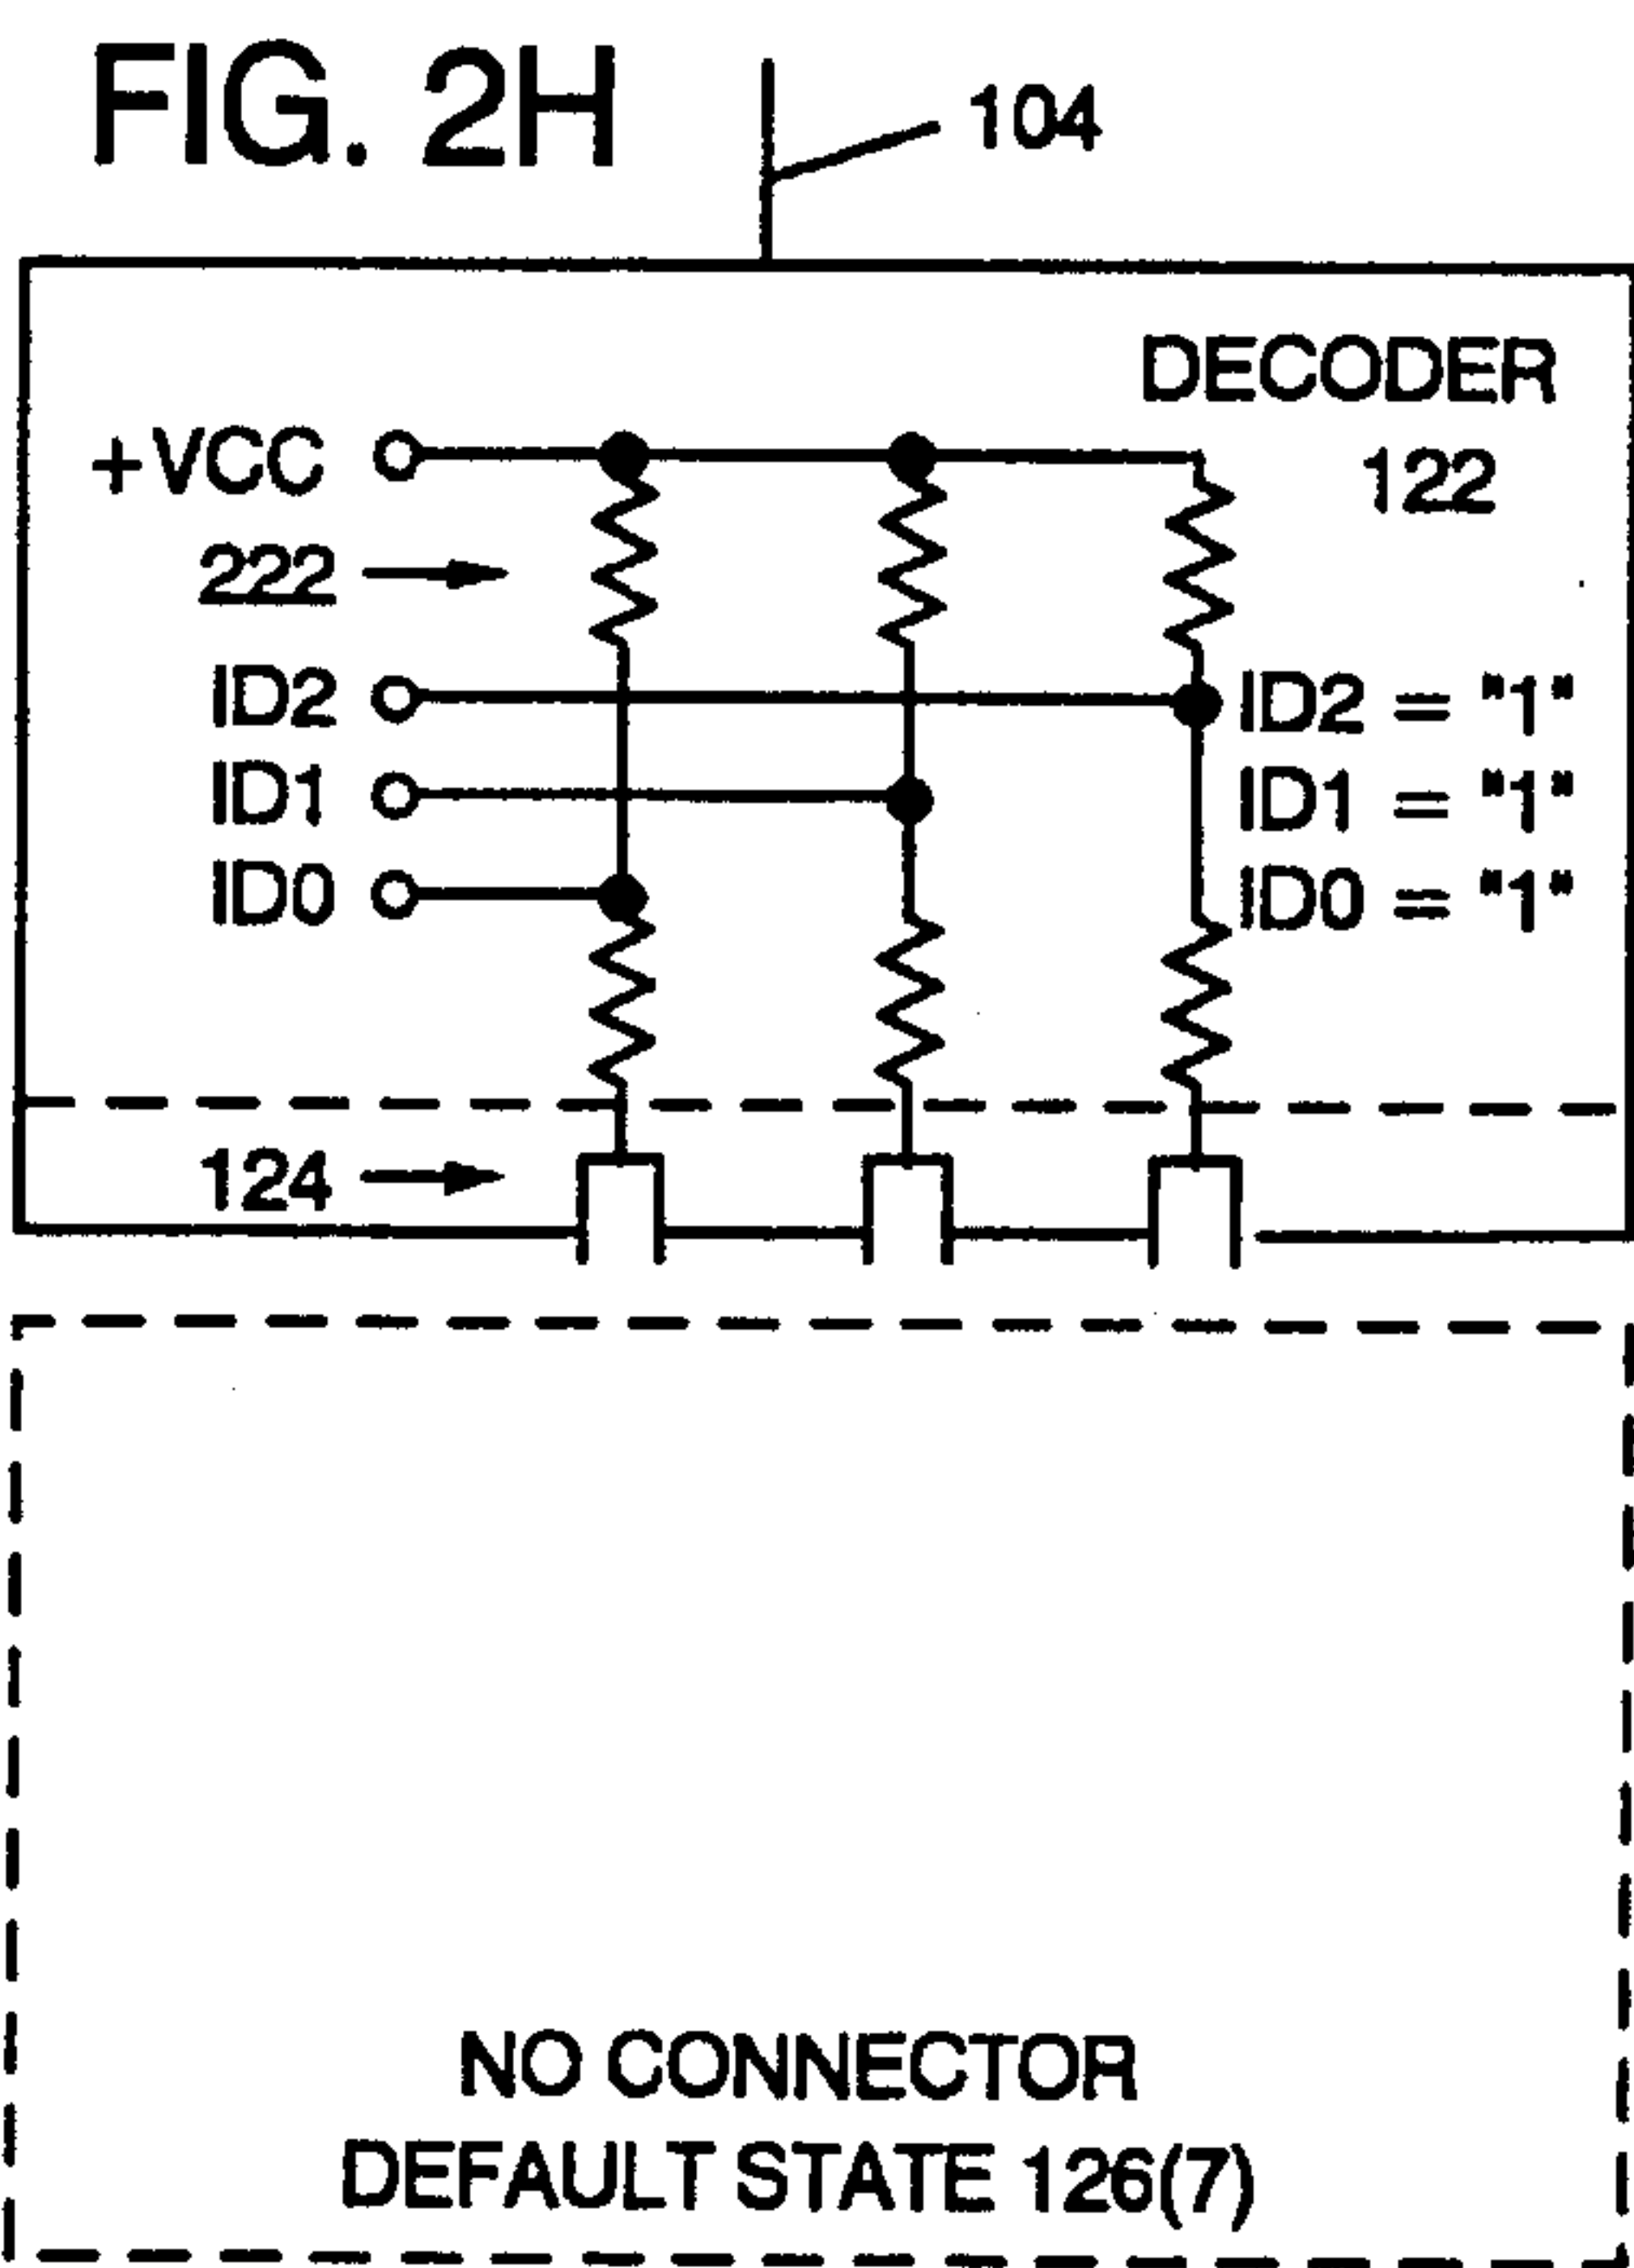 FIG. 2H
104
DECODER
122
+VCC
222
ID2
ID2 = "1"
ID1
ID1 = "1"
ID0
ID0 = "1"
124
NO CONNECTOR
DEFAULT STATE 126(7)